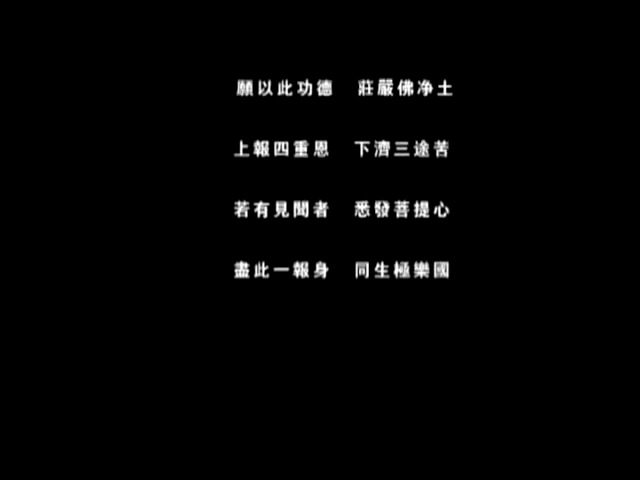 願以此功德　莊嚴佛净土
上報四重恩　下濟三途苦
若有見聞者　悉發菩提心
盡此一報身　同生極樂國